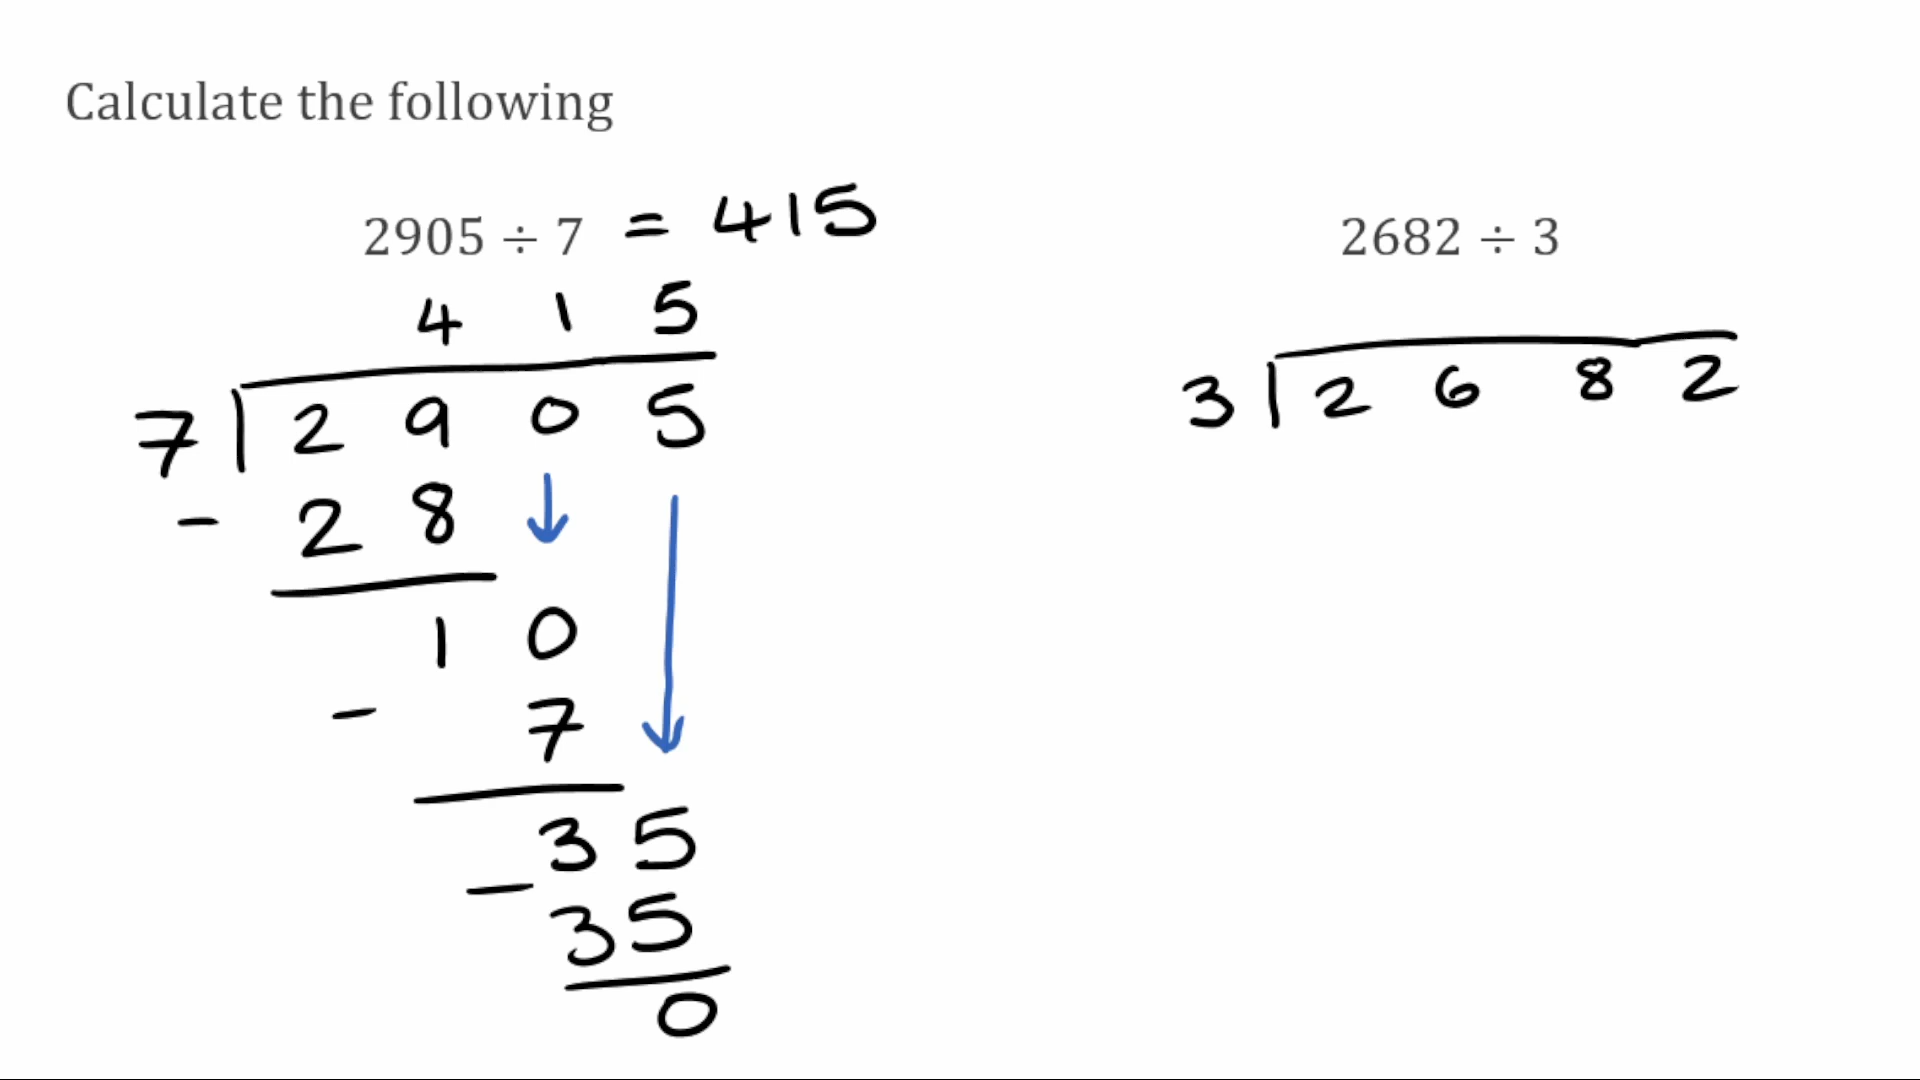 Calculate the following
2905 ÷ 7 = 415
4 1 5
7 2 9 0 5
- 2 8
1 0
- 7
3 5
- 3 5
0
2682 ÷ 3
3 2 6 8 2